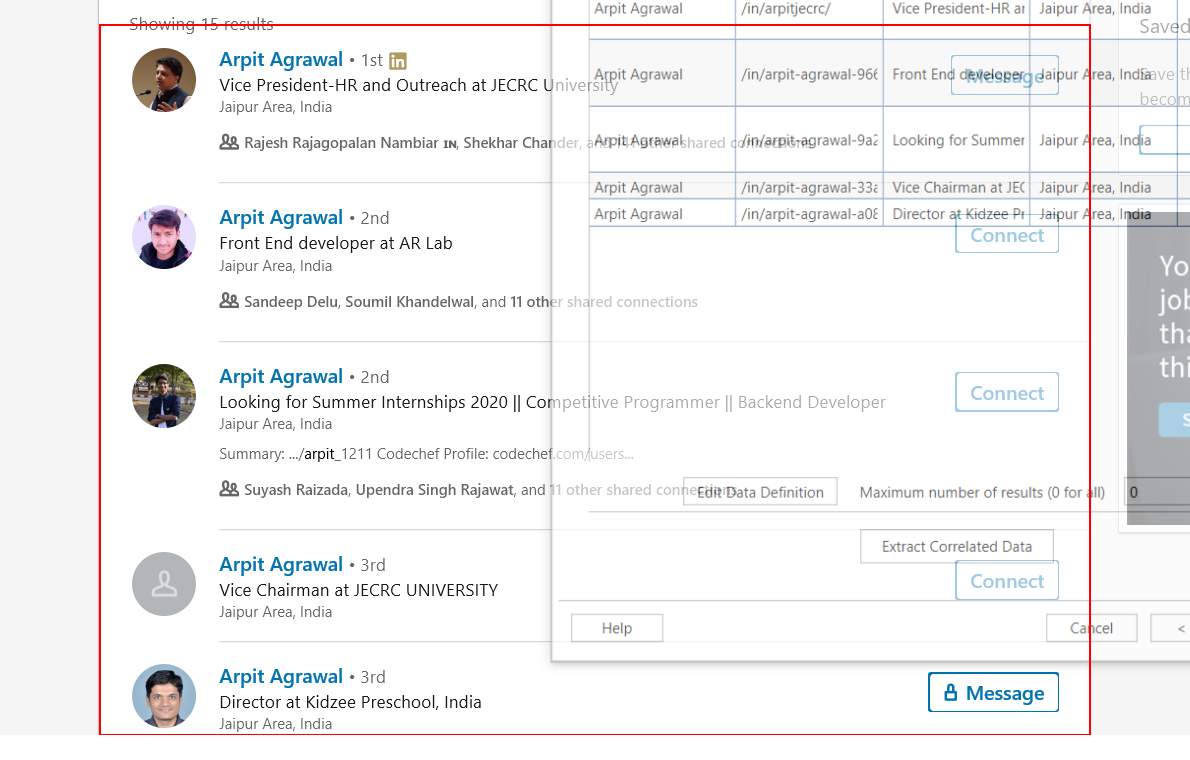 Showing 15 results
Arpit Agrawal • 1st in
Vice President-HR and Outreach at JECRC University
Jaipur Area, India
Rajesh Rajagopalan Nambiar IN, Shekhar Chander, and 141 other shared connections
Message
Arpit Agrawal • 2nd
Front End developer at AR Lab
Jaipur Area, India
Sandeep Delu, Soumil Khandelwal, and 11 other shared connections
Connect
Arpit Agrawal • 2nd
Looking for Summer Internships 2020 || Competitive Programmer || Backend Developer
Jaipur Area, India
Summary: .../arpit_1211 Codechef Profile: codechef.com/users...
Suyash Raizada, Upendra Singh Rajawat, and 11 other shared connections
Connect
Arpit Agrawal • 3rd
Vice Chairman at JECRC UNIVERSITY
Jaipur Area, India
Connect
Arpit Agrawal • 3rd
Director at Kidzee Preschool, India
Jaipur Area, India
Message
Arpit Agrawal /in/arpitjecrc/ Vice President-HR ar Jaipur Area, India
Arpit Agrawal /in/arpit-agrawal-966 Front End developer Jaipur Area, India
Arpit Agrawal /in/arpit-agrawal-9a2 Looking for Summer Jaipur Area, India
Arpit Agrawal /in/arpit-agrawal-33a Vice Chairman at JEC Jaipur Area, India
Arpit Agrawal /in/arpit-agrawal-a08 Director at Kidzee Pr Jaipur Area, India
Edit Data Definition Maximum number of results (0 for all) 0
Extract Correlated Data
Help Cancel <
Saved
Save th
becom
Yo
job
tha
thi
S